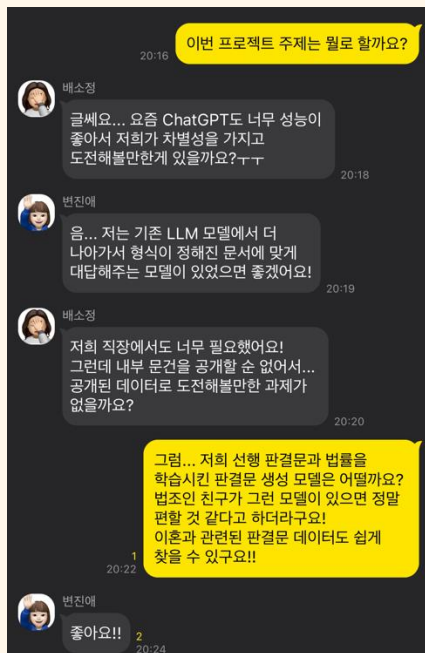 이번 프로젝트 주제는 뭘로 할까요?
20:16
배소정
글쎄요... 요즘 ChatGPT도 너무 성능이
좋아서 저희가 차별성을 가지고
도전해볼만한게 있을까요?ㅜㅜ
20:18
변진애
음... 저는 기존 LLM 모델에서 더
나아가서 형식이 정해진 문서에 맞게
대답해주는 모델이 있었으면 좋겠어요!
20:19
배소정
저희 직장에서도 너무 필요했어요!
그런데 내부 문건을 공개할 순 없어서...
공개된 데이터로 도전해볼만한 과제가
없을까요?
20:20
그럼... 저희 선행 판결문과 법률을
학습시킨 판결문 생성 모델은 어떨까요?
법조인 친구가 그런 모델이 있으면 정말
편할 것 같다고 하더라구요!
이혼과 관련된 판결문 데이터도 쉽게
찾을 수 있구요!!
1
20:22
변진애
좋아요!!
2
20:24